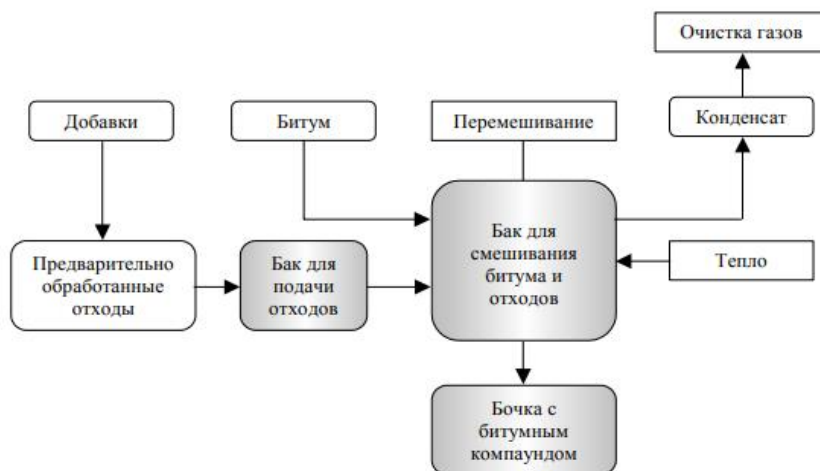 Очистка газов
Добавки
Битум
Перемешивание
Конденсат
Предварительно
обработанные
отходы
Бак для
подачи
отходов
Бак для
смешивания
битума и
отходов
Тепло
Бочка с
битумным
компаундом